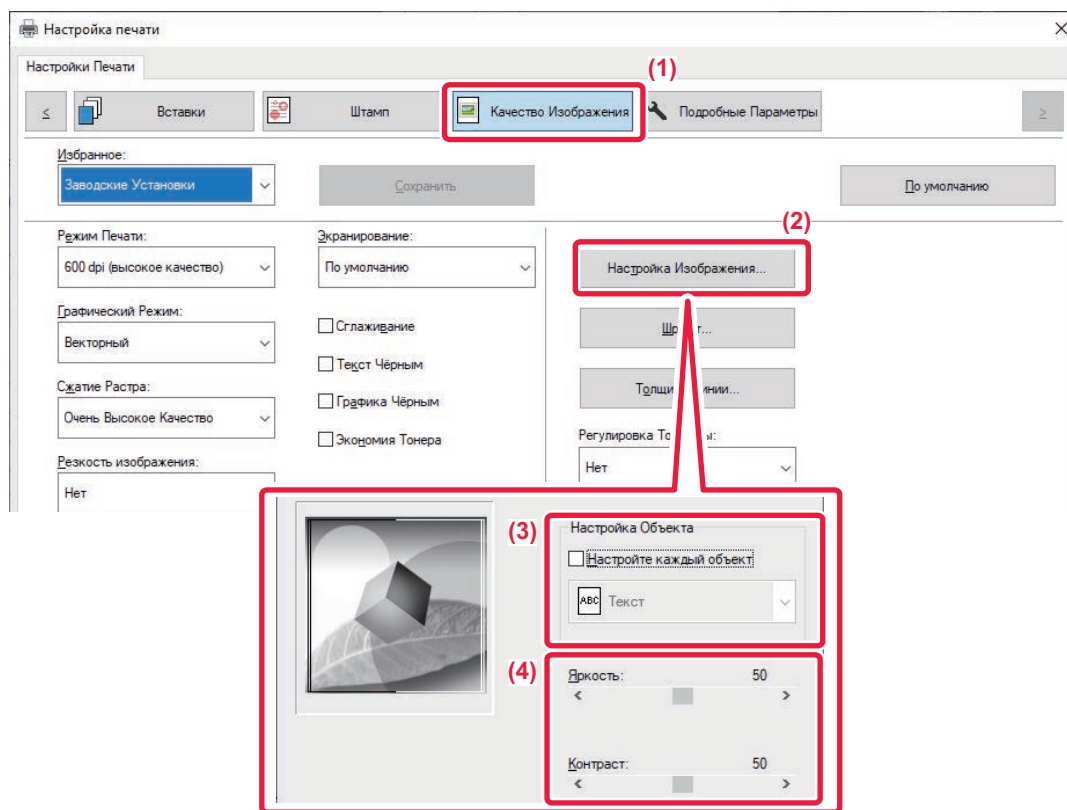 Настройка печати
Настройки Печати
(1)
<
Вставки
Штамп
Качество Изображения
Подробные Параметры
>
Избранное:
Заводские Установки
Сохранить
По умолчанию
(2)
Режим Печати:
600 dpi (высокое качество)
Экранирование:
По умолчанию
Настройка Изображения...
Графический Режим:
Векторный
Сглаживание
Текст Чёрным
Сжатие Растра:
Очень Высокое Качество
Графика Чёрным
Экономия Тонера
Регулировка
Нет
Резкость изображения:
Нет
(3)
Настройка Объекта
Настройте каждый объект
ABC Текст
(4)
Яркость: 50
< >
Контраст: 50
< >